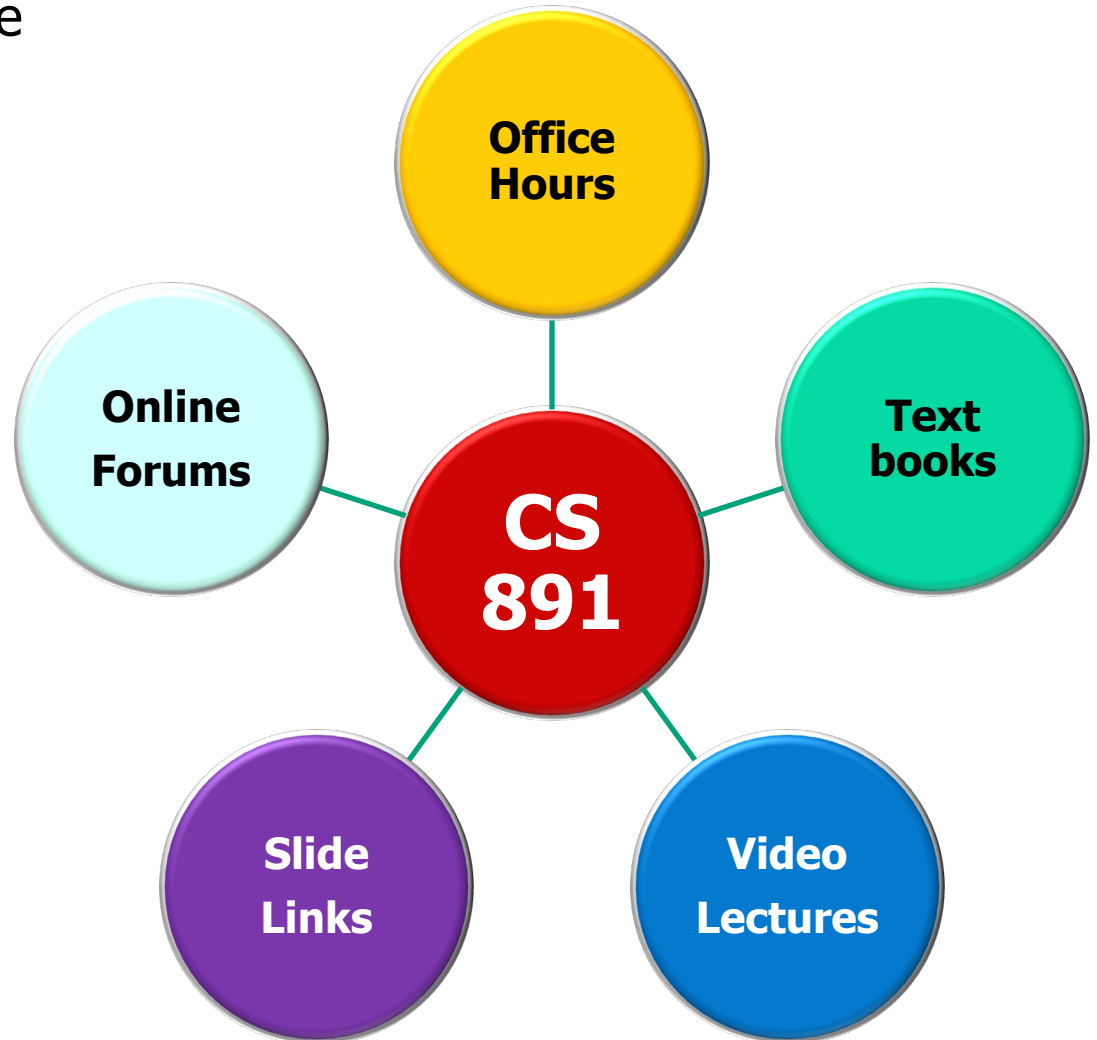 e
Office
Hours
Online
Forums
Text
books
CS
891
Slide
Links
Video
Lectures